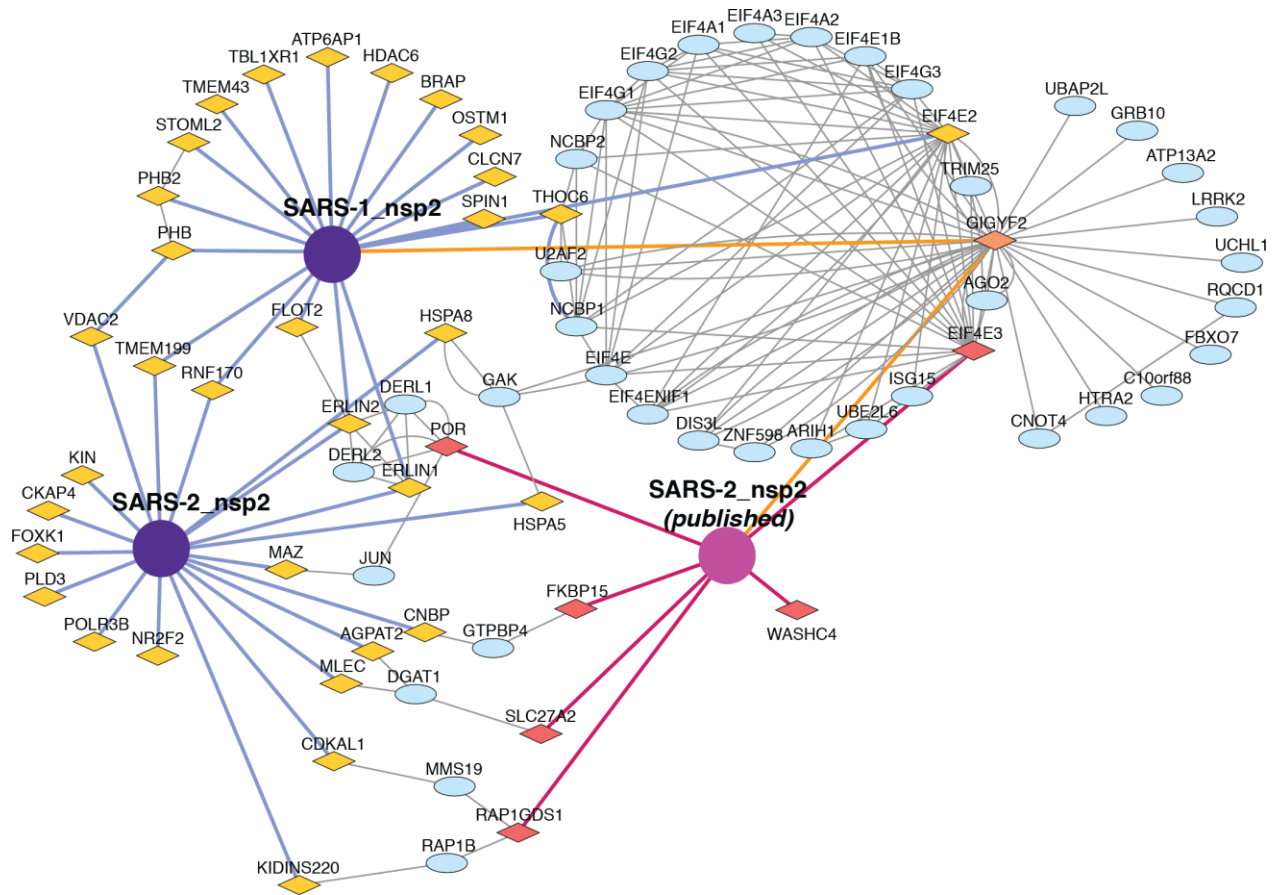 EIF4A3
EIF4A1
EIF4A2
ATP6AP1
EIF4E1B
TBL1XR1
HDAC6
EIF4G2
EIF4G3
TMEM43
BRAP
EIF4G1
UBAP2L
STOML2
OSTM1
EIF4E2
GRB10
NCBP2
CLCN7
ATP13A2
PHB2
TRIM25
SPIN1
THOC6
LRRK2
SARS-1_nsp2
GIGYF2
PHB
U2AF2
UCHL1
AGO2
RQCD1
FLOT2
HSPA8
NCBP1
VDAC2
EIF4E3
FBXO7
TMEM199
EIF4E
RNF170
DERL1
GAK
ISG15
C10orf88
EIF4ENIF1
HTRA2
ERLIN2
UBE2L6
CNOT4
POR
DIS3L
ZNF598
ARIH1
DERL2
KIN
ERLIN1
CKAP4
SARS-2_nsp2
SARS-2_nsp2
(published)
HSPA5
FOXK1
MAZ
JUN
PLD3
FKBP15
CNBP
GTPBP4
WASHC4
POLR3B
NR2F2
AGPAT2
MLEC
DGAT1
SLC27A2
CDKAL1
MMS19
RAP1GDS1
RAP1B
KIDINS220